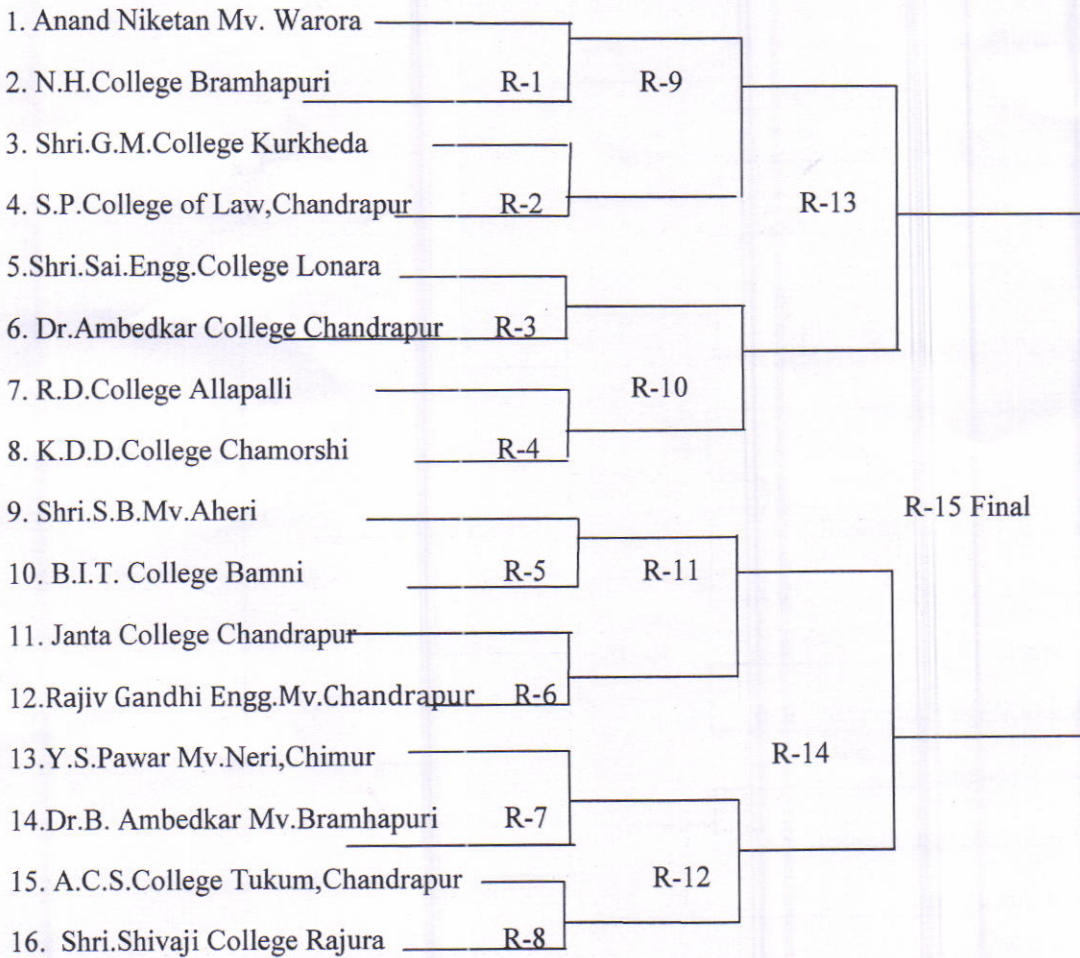 1. Anand Niketan Mv. Warora
2. N.H.College Bramhapuri R-1 R-9
3. Shri.G.M.College Kurkheda
4. S.P.College of Law,Chandrapur R-2 R-13
5.Shri.Sai.Engg.College Lonara
6. Dr.Ambedkar College Chandrapur R-3
7. R.D.College Allapalli R-10
8. K.D.D.College Chamorshi R-4
9. Shri.S.B.Mv.Aheri R-15 Final
10. B.I.T. College Bamni R-5 R-11
11. Janta College Chandrapur
12.Rajiv Gandhi Engg.Mv.Chandrapur R-6
13.Y.S.Pawar Mv.Neri,Chimur R-14
14.Dr.B. Ambedkar Mv.Bramhapuri R-7
15. A.C.S.College Tukum,Chandrapur R-12
16. Shri.Shivaji College Rajura R-8